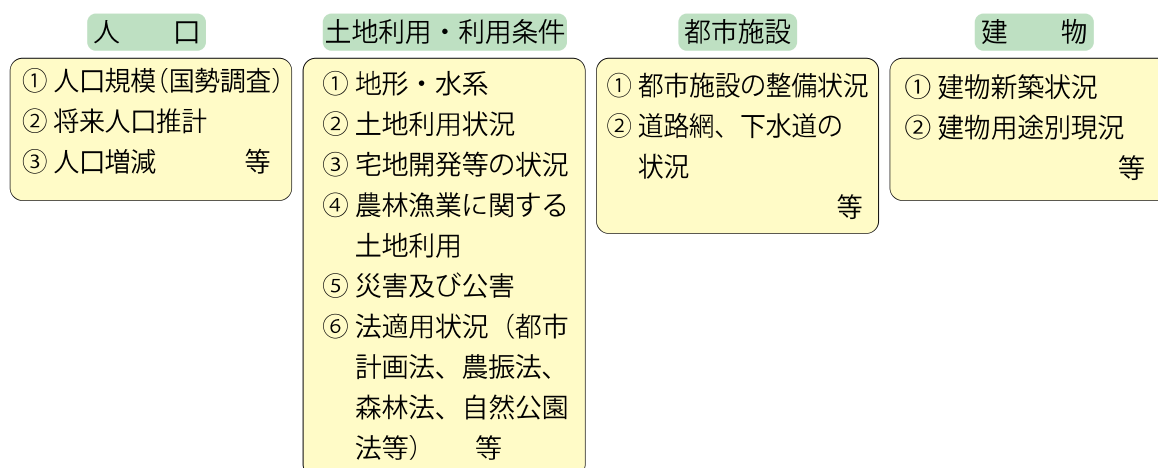 人　　口
① 人口規模（国勢調査）
② 将来人口推計
③ 人口増減　　　等
土地利用・利用条件
① 地形・水系
② 土地利用状況
③ 宅地開発等の状況
④ 農林漁業に関する
土地利用
⑤ 災害及び公害
⑥ 法適用状況（都市
計画法、農振法、
森林法、自然公園
法等）　　等
都市施設
① 都市施設の整備状況
② 道路網、下水道の
状況
等
建　　物
① 建物新築状況
② 建物用途別現況
等